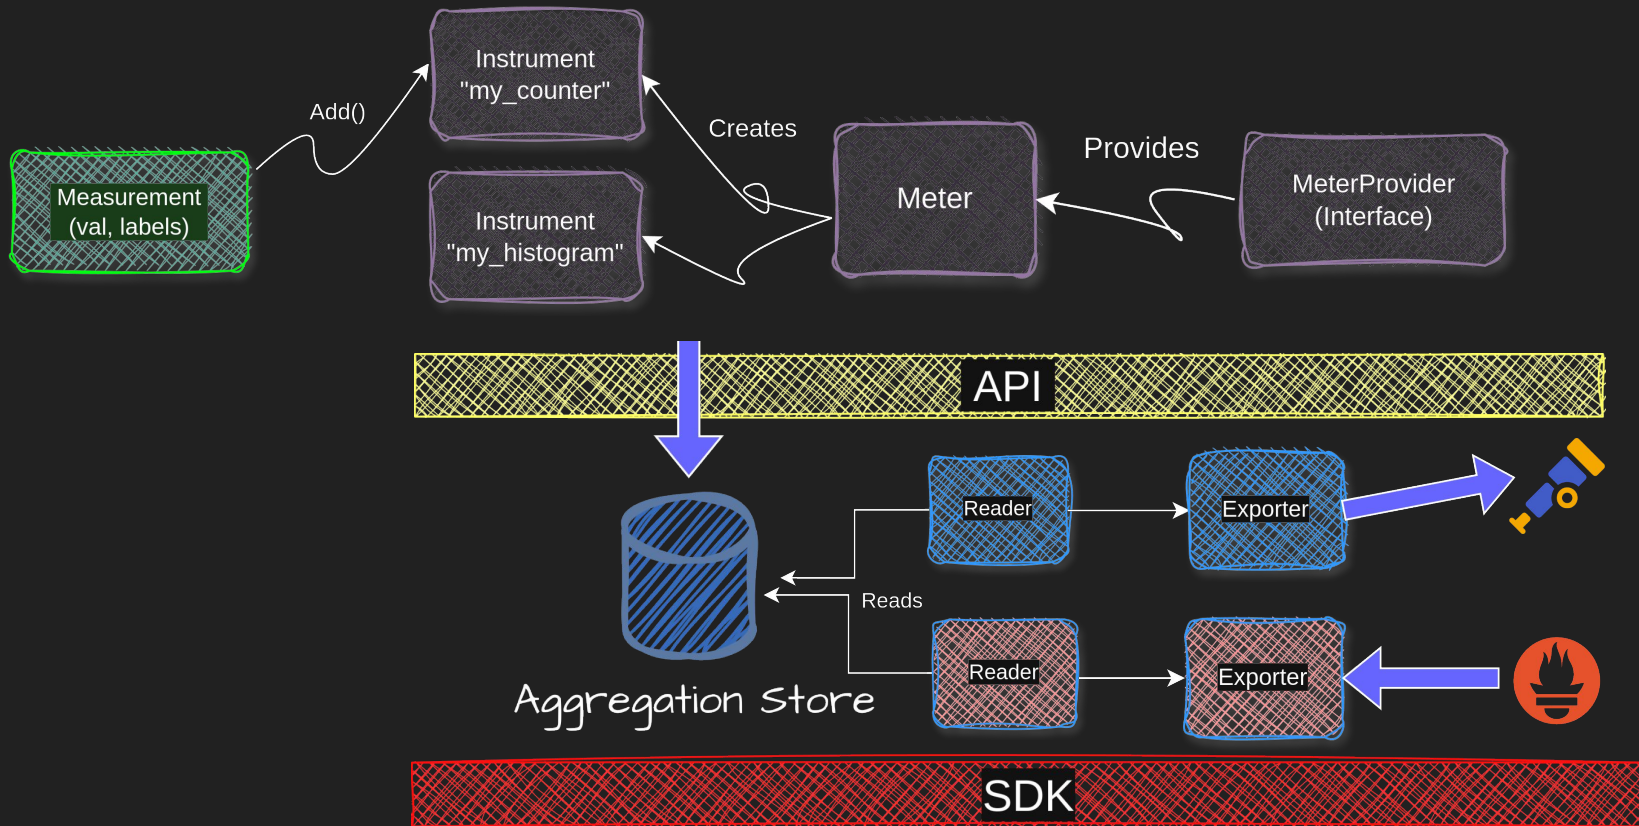 Instrument
"my_counter"
Add()
Creates
Provides
Measurement
(val, labels)
Instrument
"my_histogram"
Meter
MeterProvider
(Interface)
API
Reader
Exporter
Reads
Reader
Exporter
Aggregation Store
SDK